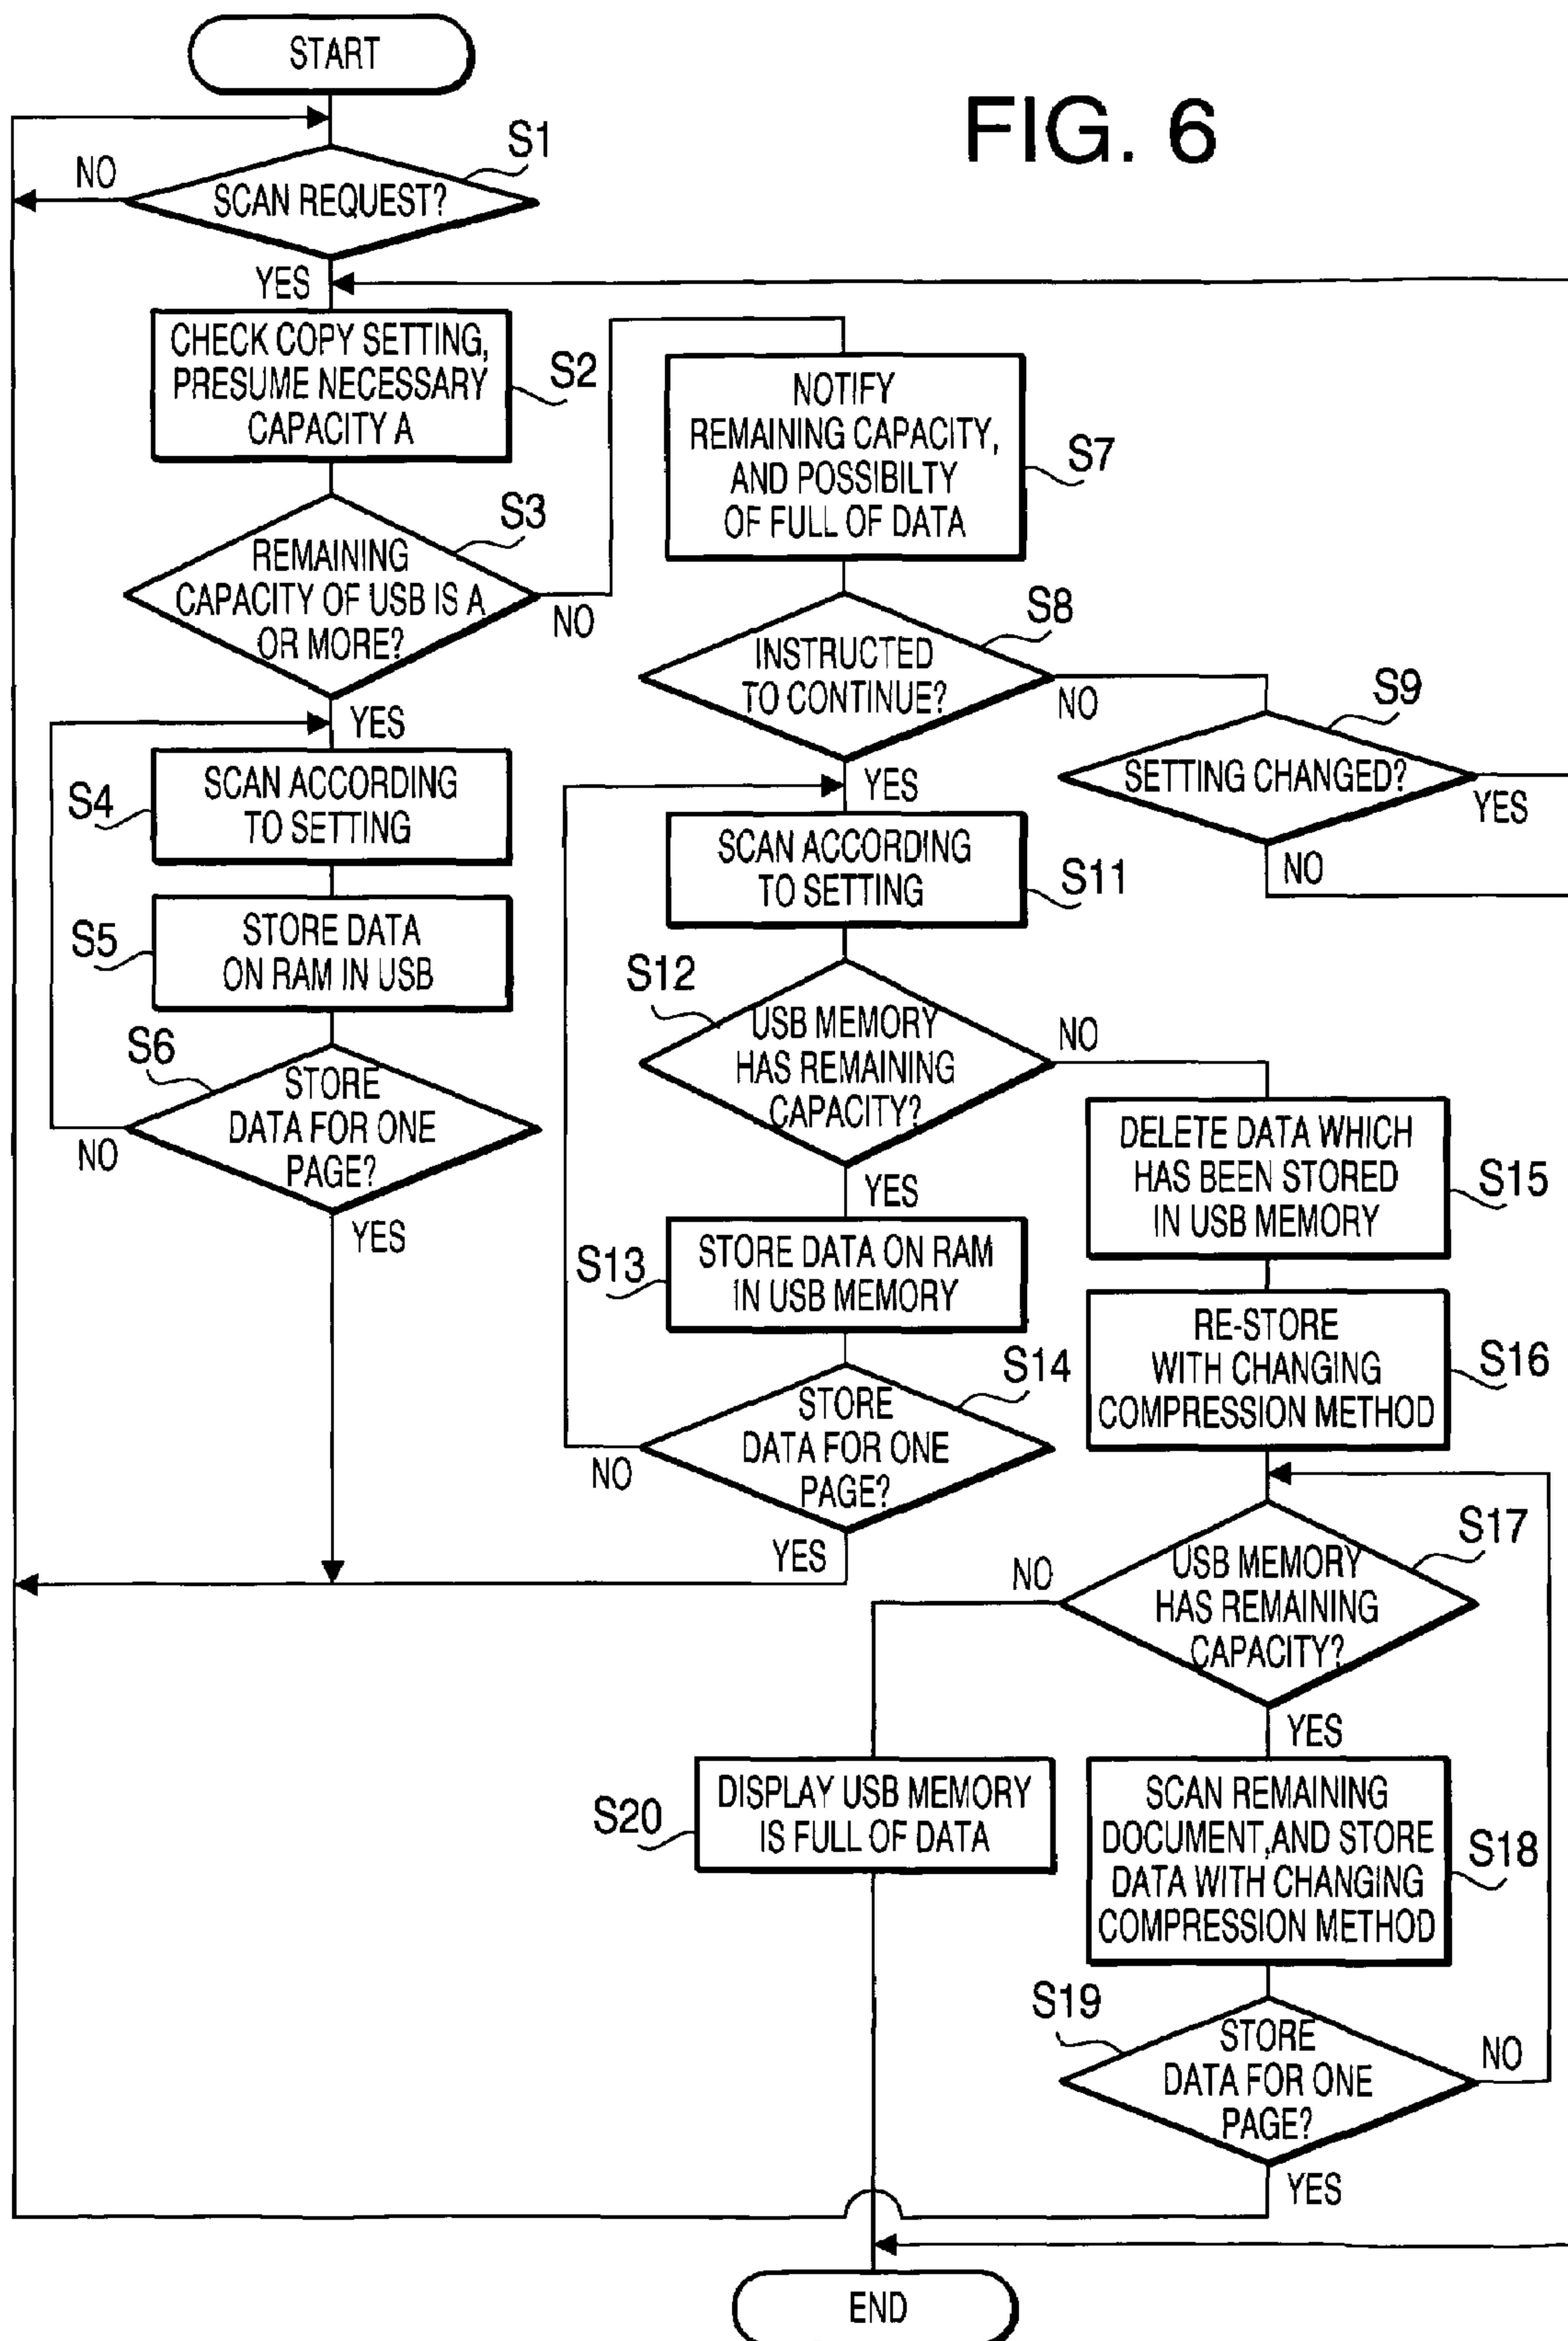 START
FIG. 6
S1
NO
SCAN REQUEST?
YES
CHECK COPY SETTING,
PRESUME NECESSARY
CAPACITY A
S2
S3
REMAINING
CAPACITY OF USB IS A
OR MORE?
NO
YES
S4
SCAN ACCORDING
TO SETTING
S5
STORE DATA
ON RAM IN USB
S6
STORE
DATA FOR ONE
PAGE?
NO
YES
NOTIFY
REMAINING CAPACITY,
AND POSSIBILTY
OF FULL OF DATA
S7
S8
INSTRUCTED
TO CONTINUE?
NO
YES
S9
SETTING CHANGED?
YES
NO
SCAN ACCORDING
TO SETTING
S11
S12
USB MEMORY
HAS REMAINING
CAPACITY?
NO
YES
S13
STORE DATA ON RAM
IN USB MEMORY
S14
STORE
DATA FOR ONE
PAGE?
NO
YES
DELETE DATA WHICH
HAS BEEN STORED
IN USB MEMORY
S15
RE-STORE
WITH CHANGING
COMPRESSION METHOD
S16
S17
USB MEMORY
HAS REMAINING
CAPACITY?
NO
YES
S20
DISPLAY USB MEMORY
IS FULL OF DATA
SCAN REMAINING
DOCUMENT,AND STORE
DATA WITH CHANGING
COMPRESSION METHOD
S18
S19
STORE
DATA FOR ONE
PAGE?
NO
YES
END